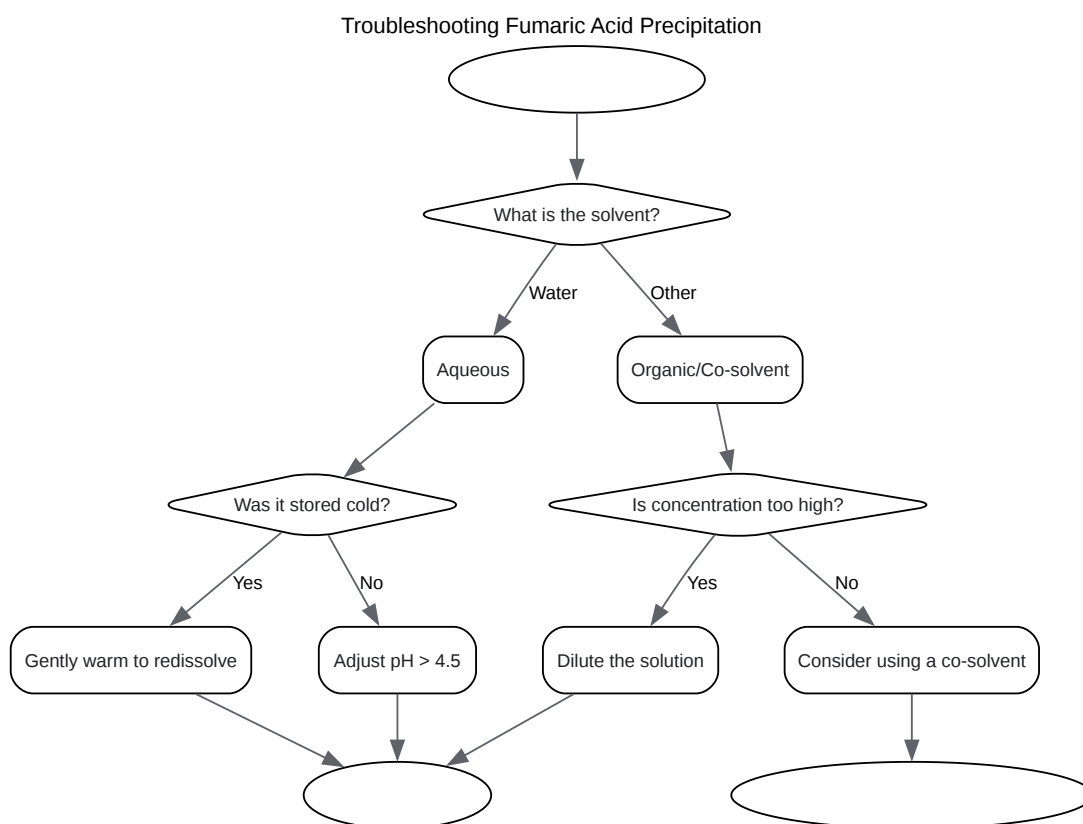 Troubleshooting Fumaric Acid Precipitation
What is the solvent?
Water
Other
Aqueous
Organic/Co-solvent
Was it stored cold?
Is concentration too high?
Yes
No
Yes
No
Gently warm to redissolve
Adjust pH > 4.5
Dilute the solution
Consider using a co-solvent